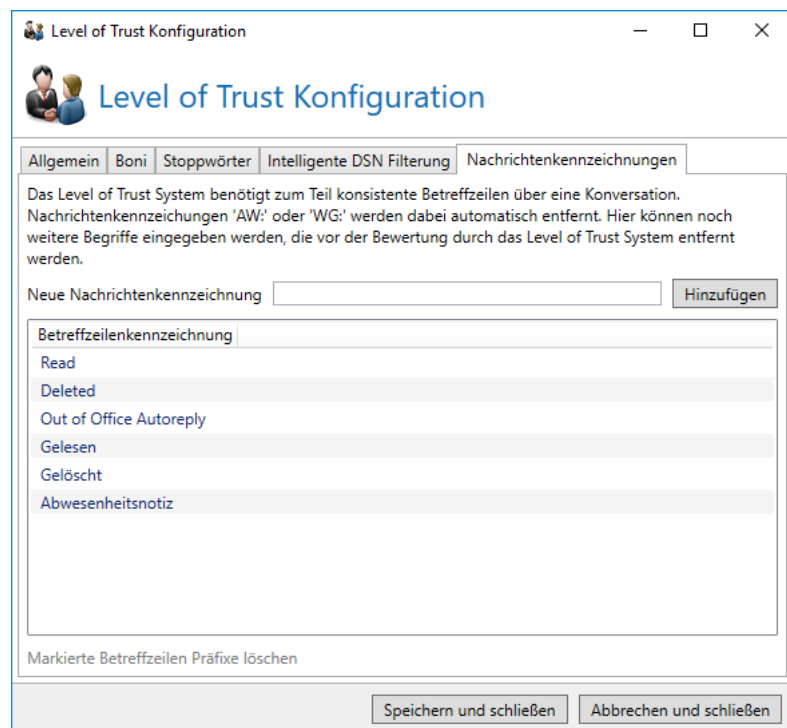 Level of Trust Konfiguration
Level of Trust Konfiguration
Allgemein Boni Stoppwörter Intelligente DSN Filterung Nachrichtenkennzeichnungen
Das Level of Trust System benötigt zum Teil konsistente Betreffzeilen über eine Konversation.
Nachrichtenkennzeichungen 'AW:' oder 'WG:' werden dabei automatisch entfernt. Hier können noch
weitere Begriffe eingegeben werden, die vor der Bewertung durch das Level of Trust System entfernt
werden.
Neue Nachrichtenkennzeichnung Hinzufügen
Betreffzeilenkennzeichnung
Read
Deleted
Out of Office Autoreply
Gelesen
Gelöscht
Abwesenheitsnotiz
Markierte Betreffzeilen Präfixe löschen
Speichern und schließen Abbrechen und schließen